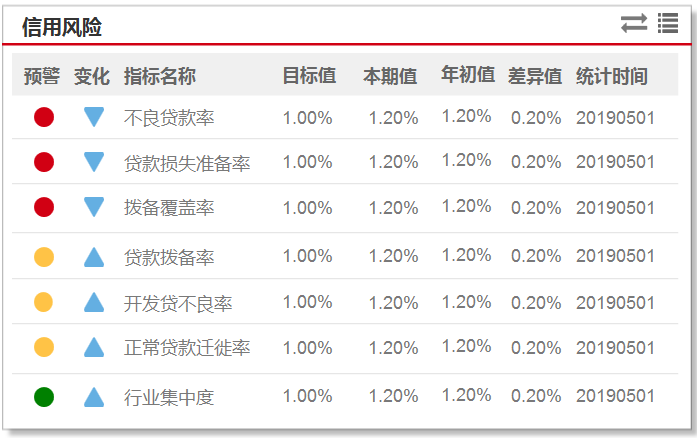 信用风险
预警 变化 指标名称 目标值 本期值 年初值 差异值 统计时间
不良贷款率 1.00% 1.20% 1.20% 0.20% 20190501
贷款损失准备率 1.00% 1.20% 1.20% 0.20% 20190501
拨备覆盖率 1.00% 1.20% 1.20% 0.20% 20190501
贷款拨备率 1.00% 1.20% 1.20% 0.20% 20190501
开发贷不良率 1.00% 1.20% 1.20% 0.20% 20190501
正常贷款迁徙率 1.00% 1.20% 1.20% 0.20% 20190501
行业集中度 1.00% 1.20% 1.20% 0.20% 20190501